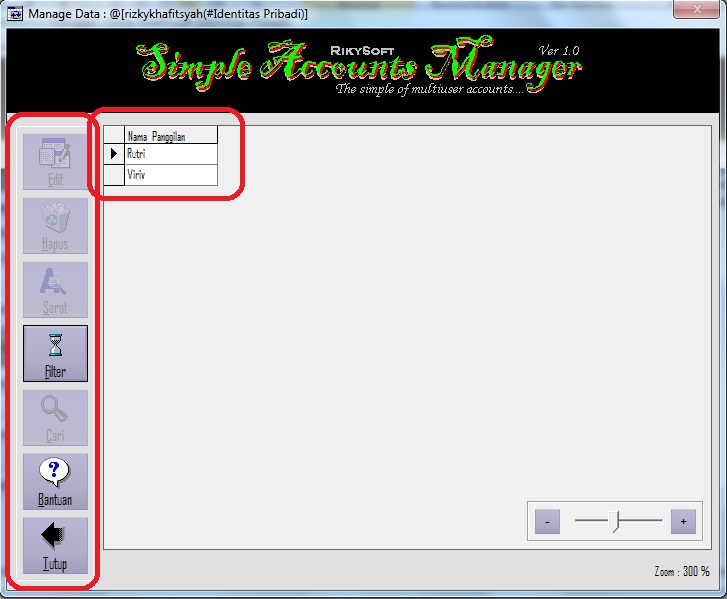 Manage Data : @[rizkykhafitsyah(#Identitas Pribadi)]
RIKYSOFT
Ver 1.0
Simple Accounts Manager
The simple of multiuser accounts....
Nama Panggilan
Rutri
Viriv
Edit
Hapus
Sorot
Filter
Cari
Bantuan
Tutup
- +
Zoom : 300 %